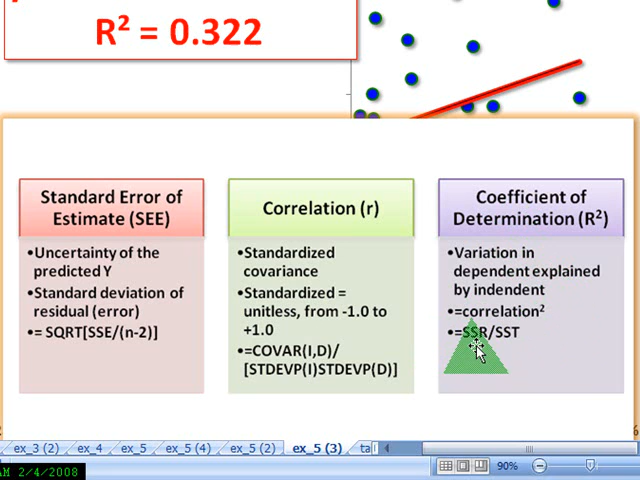 R² = 0.322
Standard Error of
Estimate (SEE)
•Uncertainty of the
predicted Y
•Standard deviation of
residual (error)
•= SQRT[SSE/(n-2)]
Correlation (r)
•Standardized
covariance
•Standardized =
unitless, from -1.0 to
+1.0
•=COVAR(I,D)/
[STDEVP(I)STDEVP(D)]
Coefficient of
Determination (R²)
•Variation in
dependent explained
by indendent
•=correlation²
•=SSR/SST
ex_3 (2) ex_4 ex_5 ex_5 (4) ex_5 (2) ex_5 (3) ta
AM 2/4/2008
90%